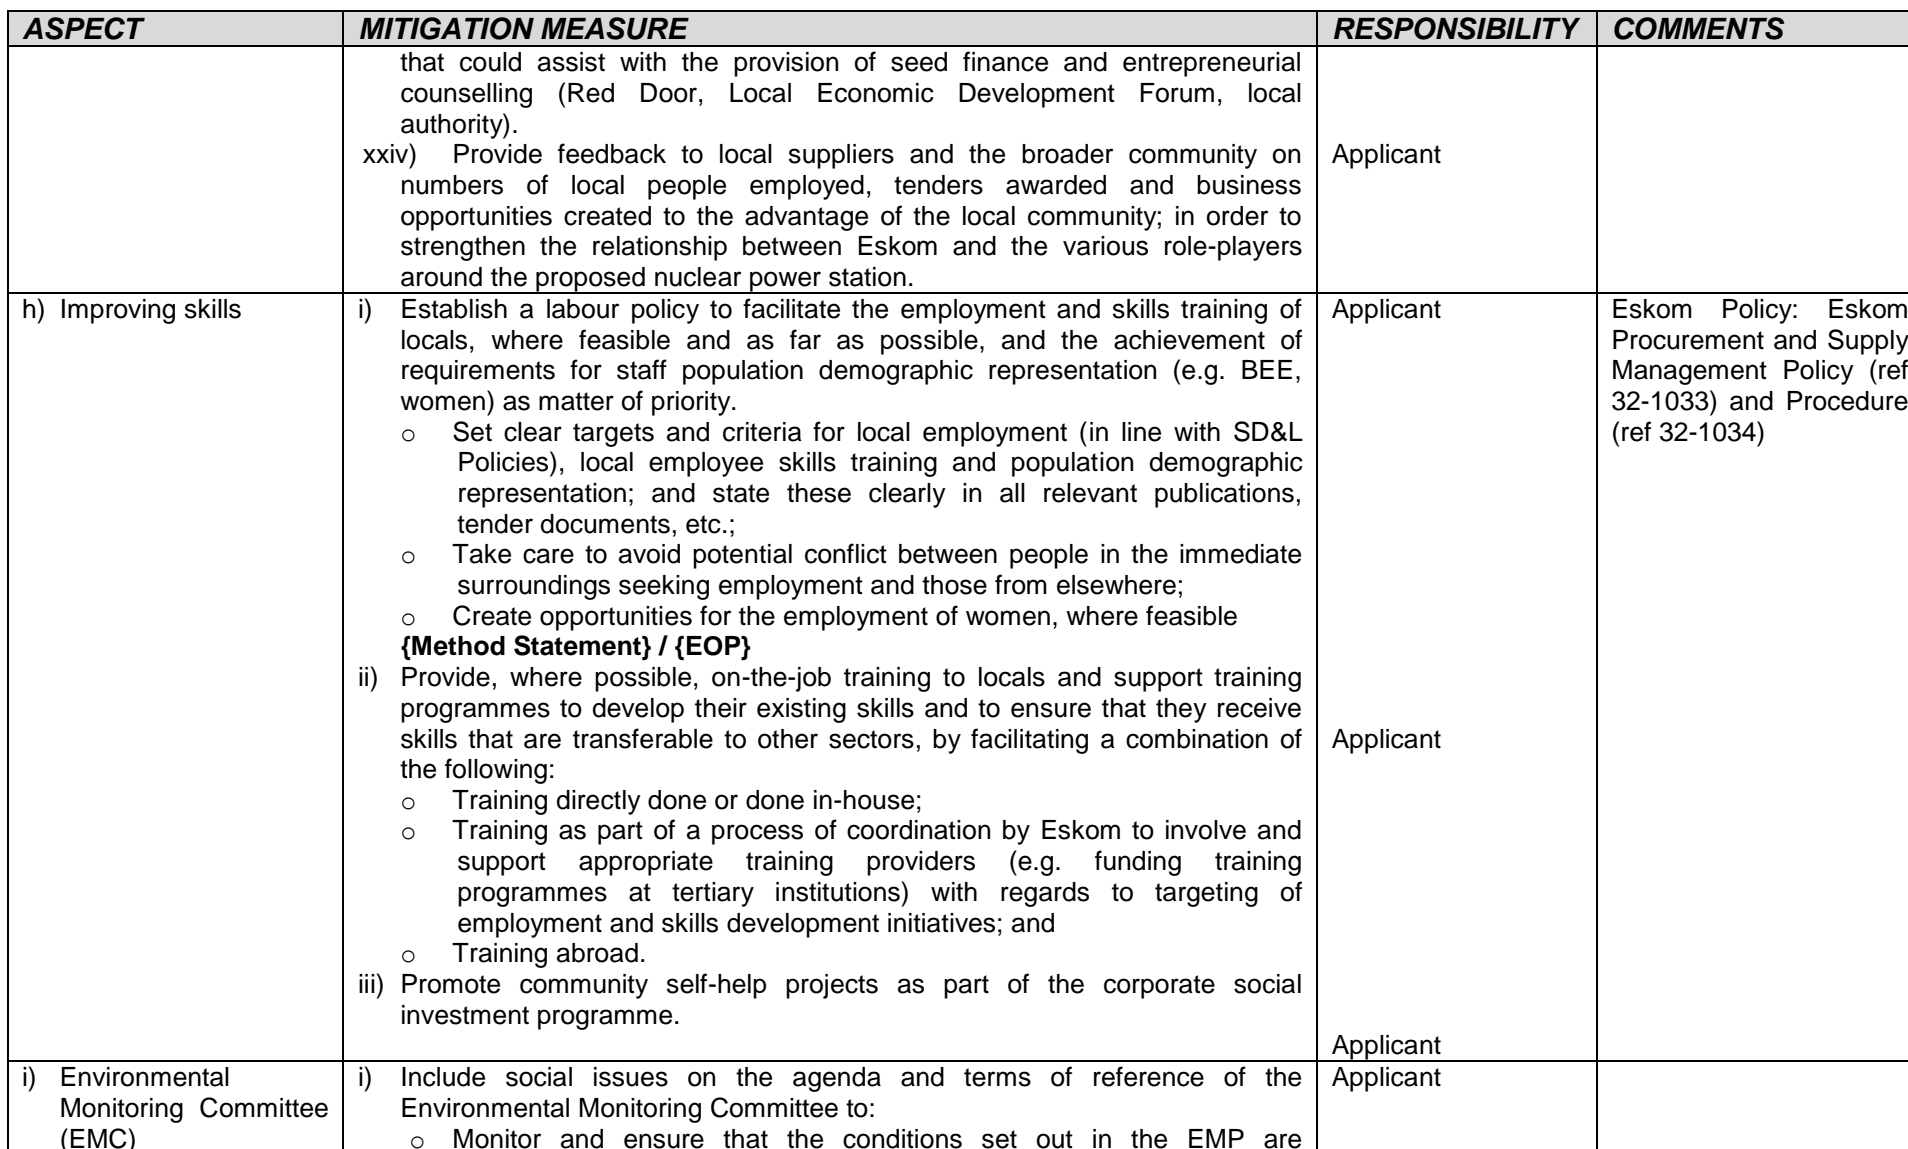 ASPECT MITIGATION MEASURE RESPONSIBILITY COMMENTS
that could assist with the provision of seed finance and entrepreneurial
counselling (Red Door, Local Economic Development Forum, local
authority).
xxiv) Provide feedback to local suppliers and the broader community on
numbers of local people employed, tenders awarded and business
opportunities created to the advantage of the local community; in order to
strengthen the relationship between Eskom and the various role-players
around the proposed nuclear power station.
Applicant
h) Improving skills
i) Establish a labour policy to facilitate the employment and skills training of
locals, where feasible and as far as possible, and the achievement of
requirements for staff population demographic representation (e.g. BEE,
women) as matter of priority.
o Set clear targets and criteria for local employment (in line with SD&L
Policies), local employee skills training and population demographic
representation; and state these clearly in all relevant publications,
tender documents, etc.;
o Take care to avoid potential conflict between people in the immediate
surroundings seeking employment and those from elsewhere;
o Create opportunities for the employment of women, where feasible
{Method Statement} / {EOP}
ii) Provide, where possible, on-the-job training to locals and support training
programmes to develop their existing skills and to ensure that they receive
skills that are transferable to other sectors, by facilitating a combination of
the following:
o Training directly done or done in-house;
o Training as part of a process of coordination by Eskom to involve and
support appropriate training providers (e.g. funding training
programmes at tertiary institutions) with regards to targeting of
employment and skills development initiatives; and
o Training abroad.
iii) Promote community self-help projects as part of the corporate social
investment programme.
Applicant
Applicant
Applicant
Eskom Policy: Eskom
Procurement and Supply
Management Policy (ref
32-1033) and Procedure
(ref 32-1034)
i) Environmental
Monitoring Committee
(EMC)
i) Include social issues on the agenda and terms of reference of the
Environmental Monitoring Committee to:
o Monitor and ensure that the conditions set out in the EMP are
Applicant